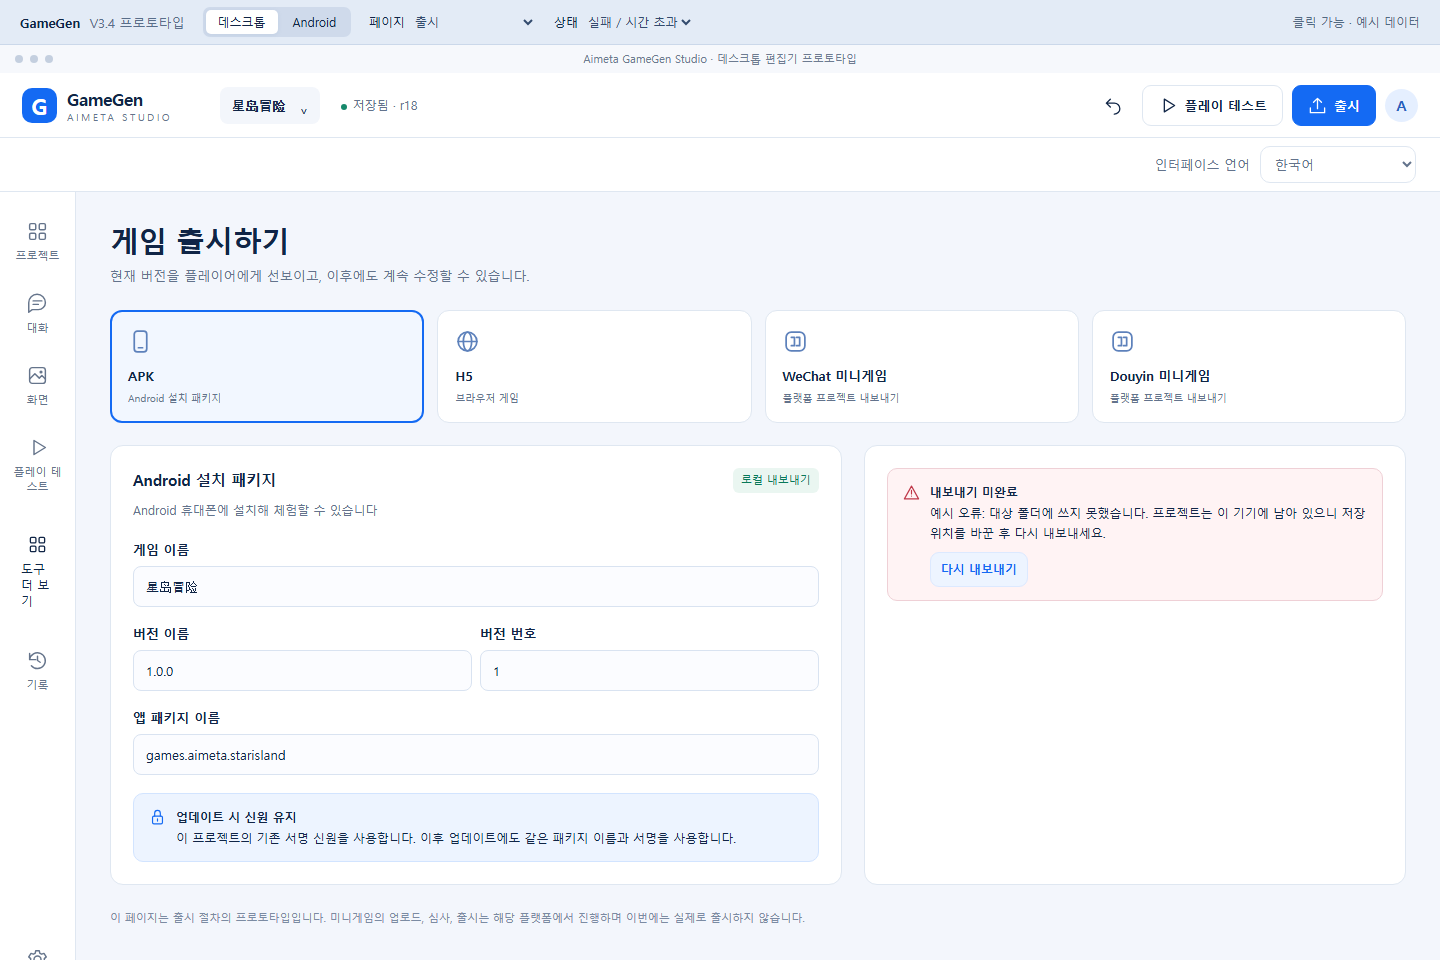 GameGen V3.4 프로토타입 데스크톱 Android 페이지 출시 상태 실패 / 시간 초과 클릭 가능 · 예시 데이터
Aimeta GameGen Studio · 데스크톱 편집기 프로토타입
G GameGen
AIMETA STUDIO
星岛冒险
저장됨 · r18
플레이 테스트
출시
A
인터페이스 언어 한국어
프로젝트
대화
화면
플레이 테
스트
도구
더 보
기
기록
게임 출시하기
현재 버전을 플레이어에게 선보이고, 이후에도 계속 수정할 수 있습니다.
APK
Android 설치 패키지
H5
브라우저 게임
WeChat 미니게임
플랫폼 프로젝트 내보내기
Douyin 미니게임
플랫폼 프로젝트 내보내기
Android 설치 패키지
로컬 내보내기
Android 휴대폰에 설치해 체험할 수 있습니다
게임 이름
星岛冒险
버전 이름
1.0.0
버전 번호
1
앱 패키지 이름
games.aimeta.starisland
업데이트 시 신원 유지
이 프로젝트의 기존 서명 신원을 사용합니다. 이후 업데이트에도 같은 패키지 이름과 서명을 사용합니다.
내보내기 미완료
예시 오류: 대상 폴더에 쓰지 못했습니다. 프로젝트는 이 기기에 남아 있으니 저장
위치를 바꾼 후 다시 내보내세요.
다시 내보내기
이 페이지는 출시 절차의 프로토타입입니다. 미니게임의 업로드, 심사, 출시는 해당 플랫폼에서 진행하며 이번에는 실제로 출시하지 않습니다.